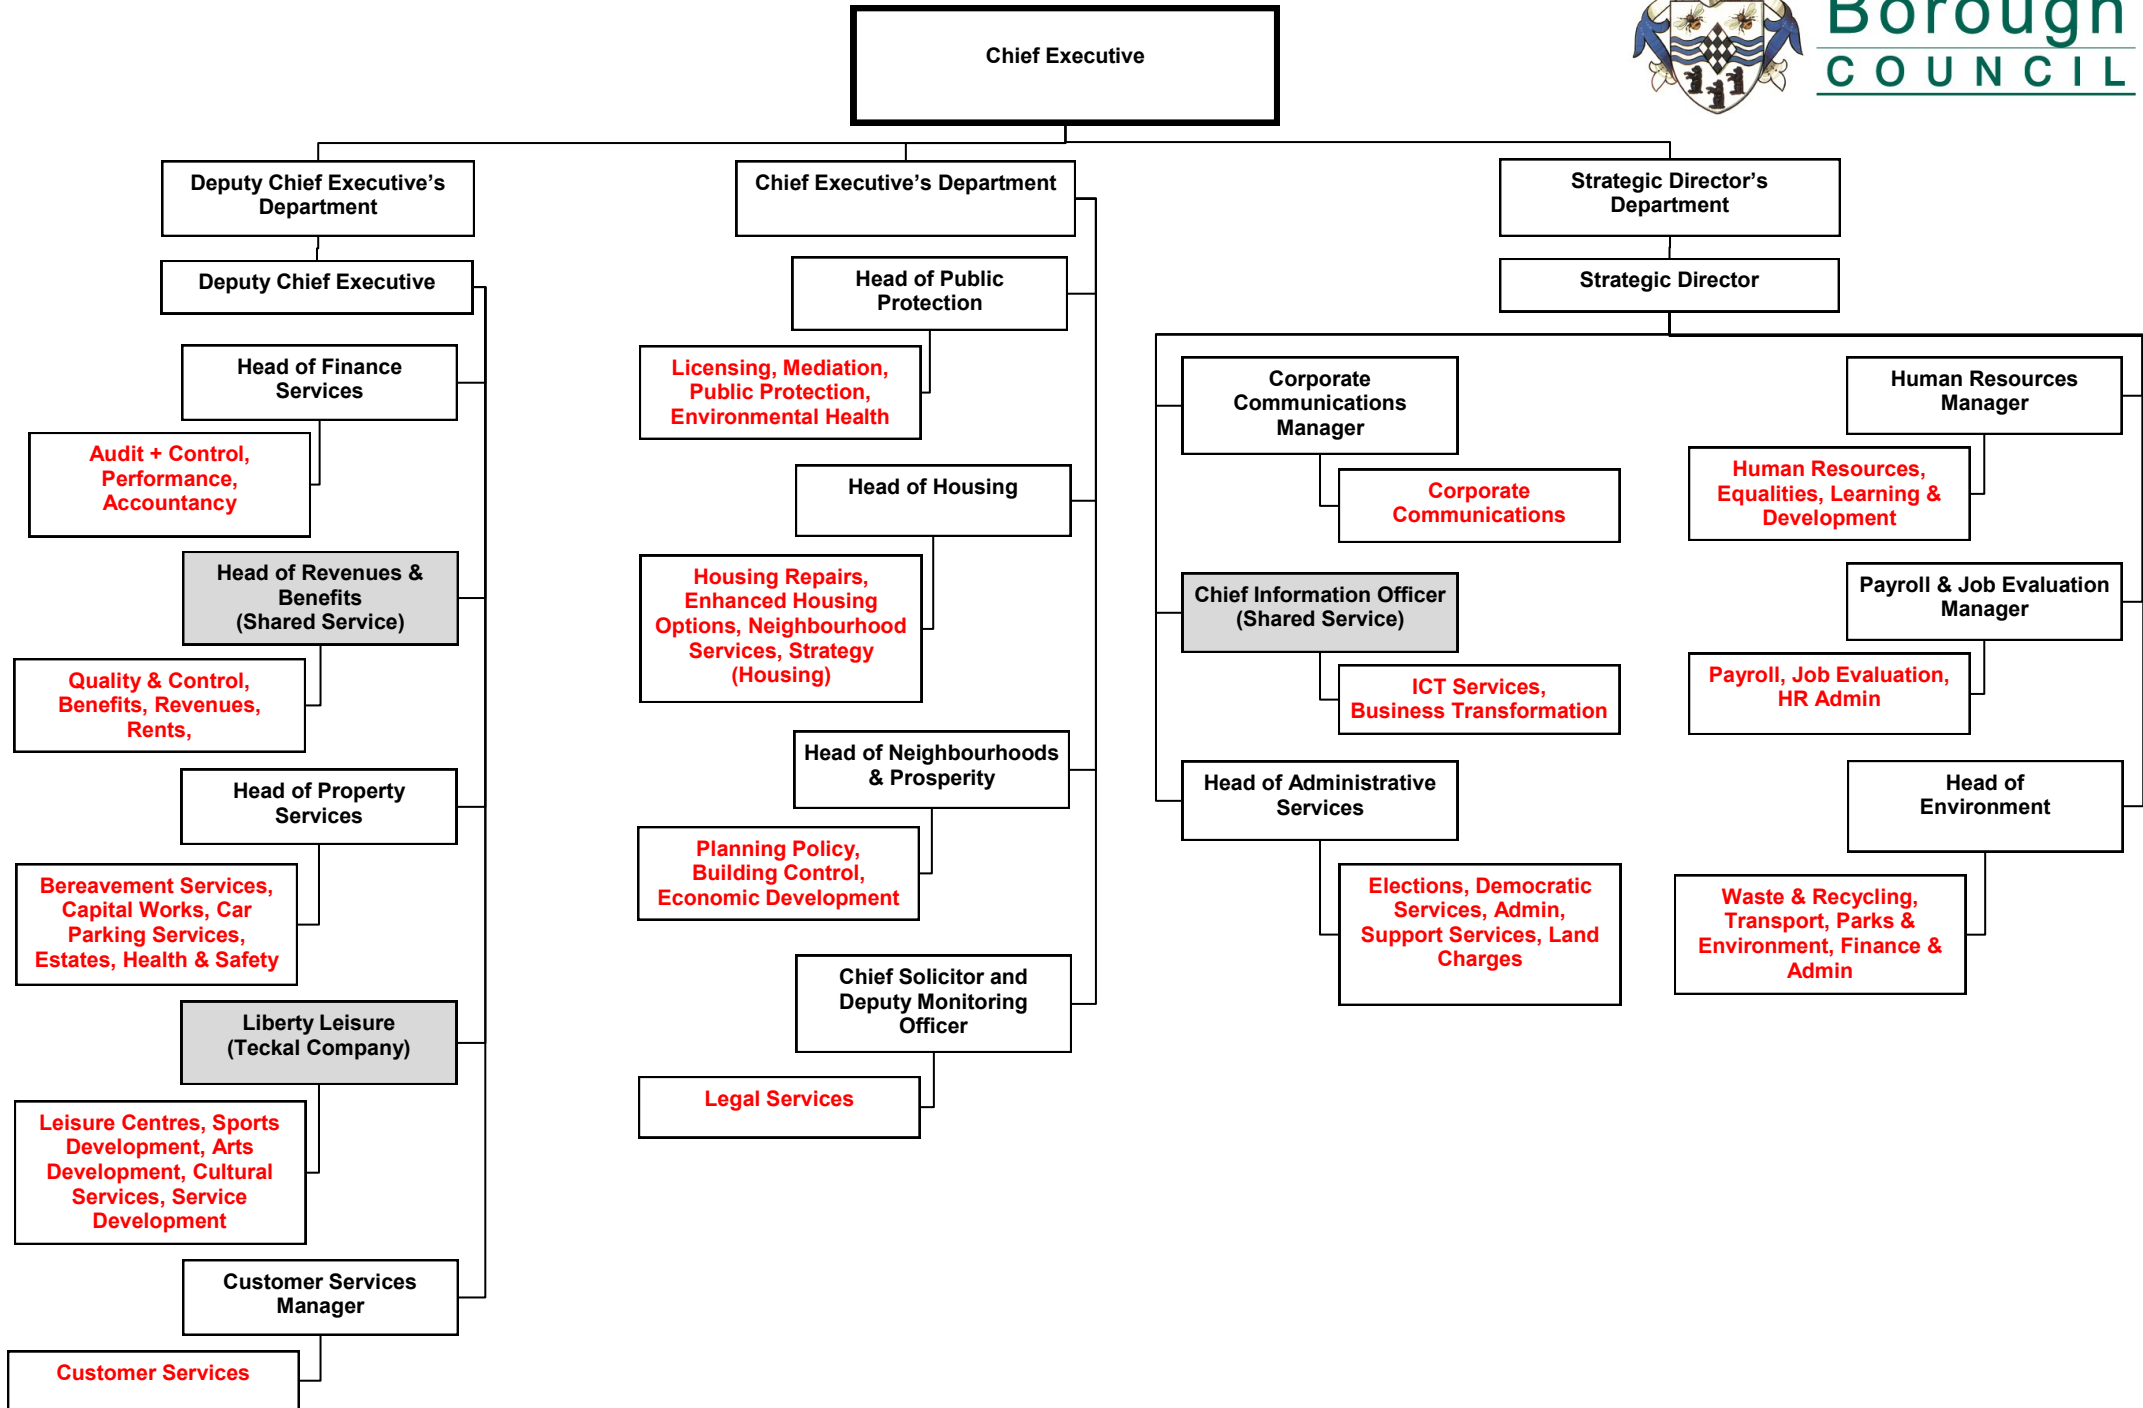 Borough
COUNCIL
Chief Executive
Deputy Chief Executive’s
Department
Deputy Chief Executive
Head of Finance
Services
Audit + Control,
Performance,
Accountancy
Head of Revenues &
Benefits
(Shared Service)
Quality & Control,
Benefits, Revenues,
Rents,
Head of Property
Services
Bereavement Services,
Capital Works, Car
Parking Services,
Estates, Health & Safety
Liberty Leisure
(Teckal Company)
Leisure Centres, Sports
Development, Arts
Development, Cultural
Services, Service
Development
Customer Services
Manager
Customer Services
Chief Executive’s Department
Head of Public
Protection
Licensing, Mediation,
Public Protection,
Environmental Health
Head of Housing
Housing Repairs,
Enhanced Housing
Options, Neighbourhood
Services, Strategy
(Housing)
Head of Neighbourhoods
& Prosperity
Planning Policy,
Building Control,
Economic Development
Chief Solicitor and
Deputy Monitoring
Officer
Legal Services
Strategic Director’s
Department
Strategic Director
Corporate
Communications
Manager
Corporate
Communications
Chief Information Officer
(Shared Service)
ICT Services,
Business Transformation
Head of Administrative
Services
Elections, Democratic
Services, Admin,
Support Services, Land
Charges
Human Resources
Manager
Human Resources,
Equalities, Learning &
Development
Payroll & Job Evaluation
Manager
Payroll, Job Evaluation,
HR Admin
Head of
Environment
Waste & Recycling,
Transport, Parks &
Environment, Finance &
Admin